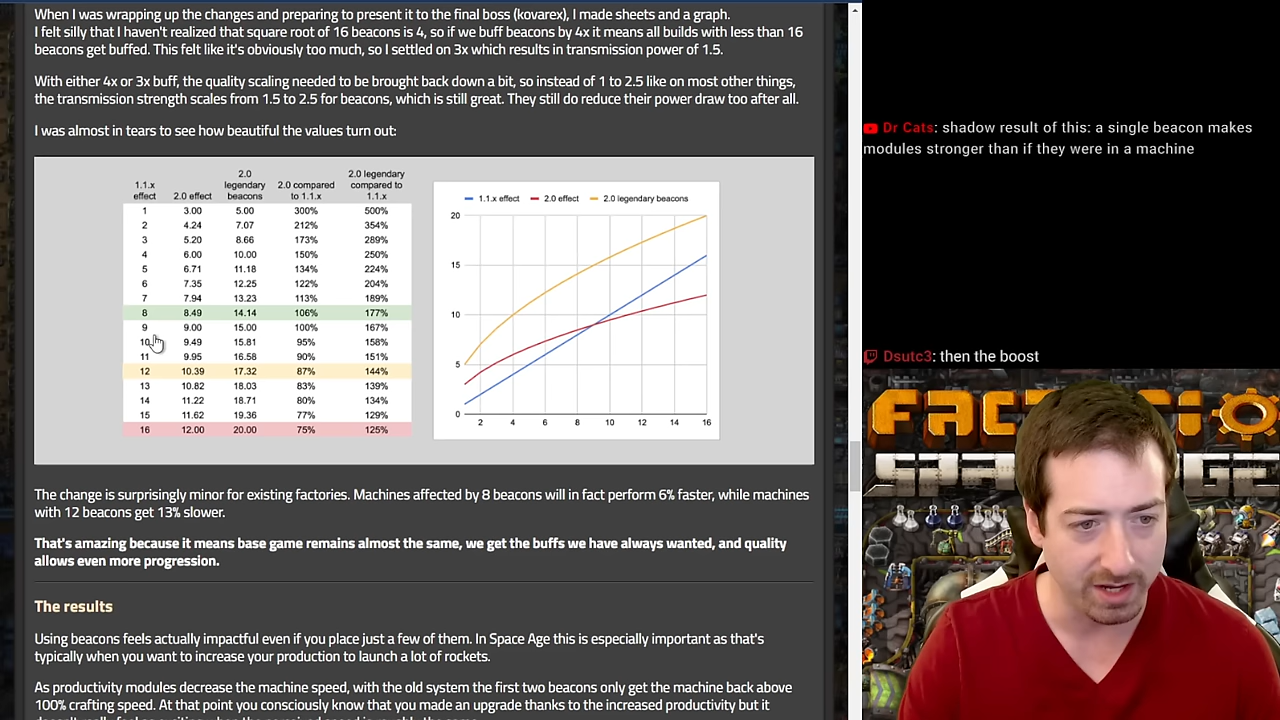 When I was wrapping up the changes and preparing to present it to the final boss (kovarex), I made sheets and a graph.
I felt silly that I haven't realized that square root of 16 beacons is 4, so if we buff beacons by 4x it means all builds with less than 16
beacons get buffed. This felt like it's obviously too much, so I settled on 3x which results in transmission power of 1.5.
With either 4x or 3x buff, the quality scaling needed to be brought back down a bit, so instead of 1 to 2.5 like on most other things,
the transmission strength scales from 1.5 to 2.5 for beacons, which is still great. They still do reduce their power draw too after all.
I was almost in tears to see how beautiful the values turn out:
1.1.x effect 2.0 effect 2.0 legendary beacons 2.0 compared to 1.1.x 2.0 legendary compared to 1.1.x
1 3.00 5.00 300% 500%
2 4.24 7.07 212% 354%
3 5.20 8.66 173% 289%
4 6.00 10.00 150% 250%
5 6.71 11.18 134% 224%
6 7.35 12.25 122% 204%
7 7.94 13.23 113% 189%
8 8.49 14.14 106% 177%
9 9.00 15.00 100% 167%
10 9.49 15.81 95% 158%
11 9.95 16.58 90% 151%
12 10.39 17.32 87% 144%
13 10.82 18.03 83% 139%
14 11.22 18.71 80% 134%
15 11.62 19.36 77% 129%
16 12.00 20.00 75% 125%
1.1.x effect 2.0 effect 2.0 legendary beacons
20
15
10
5
0
2 4 6 8 10 12 14 16
The change is surprisingly minor for existing factories. Machines affected by 8 beacons will in fact perform 6% faster, while machines
with 12 beacons get 13% slower.
That's amazing because it means base game remains almost the same, we get the buffs we have always wanted, and quality
allows even more progression.
The results
Using beacons feels actually impactful even if you place just a few of them. In Space Age this is especially important as that's
typically when you want to increase your production to launch a lot of rockets.
As productivity modules decrease the machine speed, with the old system the first two beacons only get the machine back above
100% crafting speed. At that point you consciously know that you made an upgrade thanks to the increased productivity but it
Dr Cats: shadow result of this: a single beacon makes
modules stronger than if they were in a machine
Dsutc3: then the boost